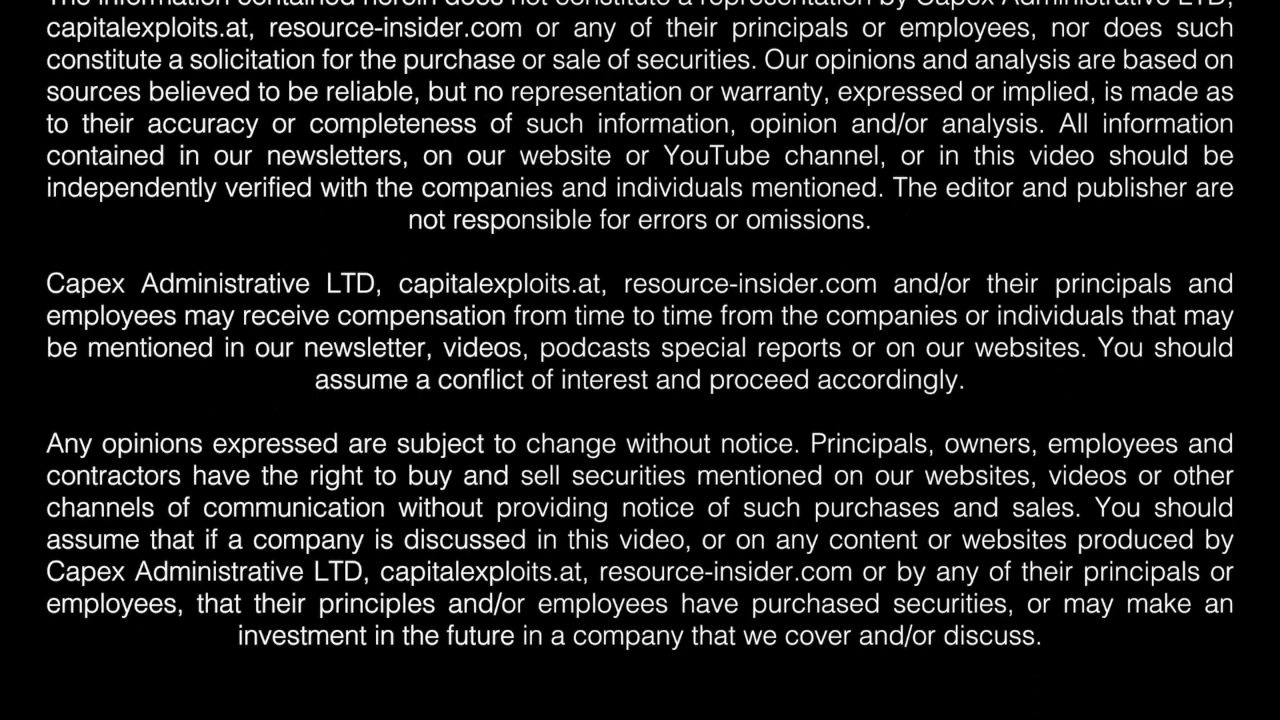 The information contained herein does not constitute a representation by Capex Administrative LTD,
capitalexploits.at, resource-insider.com or any of their principals or employees, nor does such
constitute a solicitation for the purchase or sale of securities. Our opinions and analysis are based on
sources believed to be reliable, but no representation or warranty, expressed or implied, is made as
to their accuracy or completeness of such information, opinion and/or analysis. All information
contained in our newsletters, on our website or YouTube channel, or in this video should be
independently verified with the companies and individuals mentioned. The editor and publisher are
not responsible for errors or omissions.
Capex Administrative LTD, capitalexploits.at, resource-insider.com and/or their principals and
employees may receive compensation from time to time from the companies or individuals that may
be mentioned in our newsletter, videos, podcasts special reports or on our websites. You should
assume a conflict of interest and proceed accordingly.
Any opinions expressed are subject to change without notice. Principals, owners, employees and
contractors have the right to buy and sell securities mentioned on our websites, videos or other
channels of communication without providing notice of such purchases and sales. You should
assume that if a company is discussed in this video, or on any content or websites produced by
Capex Administrative LTD, capitalexploits.at, resource-insider.com or by any of their principals or
employees, that their principles and/or employees have purchased securities, or may make an
investment in the future in a company that we cover and/or discuss.